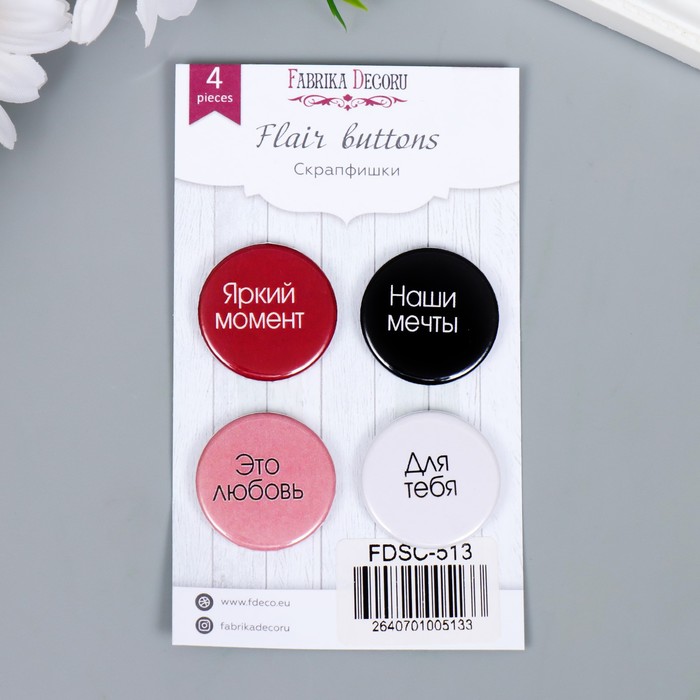 4
pieces
Fabrika Decoru
Flair buttons
Скрапфишки
Яркий
момент
Наши
мечты
Это
любовь
Для
тебя
FDSC-513
2640701005133
www.fdeco.eu
fabrikadecoru